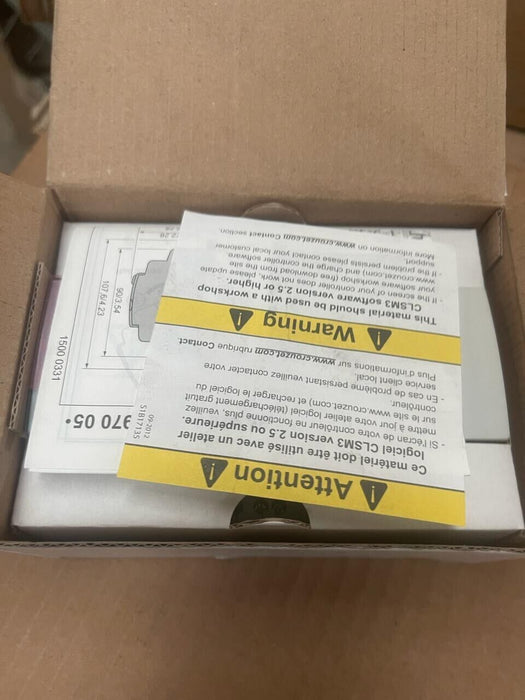 Attention
Ce matériel doit être utilisé avec un atelier
logiciel CLSM3 version 2.5 ou supérieure.
- Si l'écran de votre contrôleur ne fonctionne plus, veuillez
mettre à jour votre atelier logiciel (téléchargement gratuit
sur le site www.crouzet.com) et recharger le logiciel du
contrôleur.
- En cas de problème persistant veuillez contacter votre
service client local.
Plus d'informations sur www.crouzet.com rubrique Contact
Warning
This material should be used with a workshop
CLSM3 software version 2.5 or higher.
- If the screen of your controller does not work, please, update
your software workshop (free download from the site
www.crouzet.com) and charge the controller software
- If the problem persists please contact your local customer
support.
More information on www.crouzet.com Contact section.
09-2012
S1B17135
970 05•
1500 0331
107.6/4.23
90/3.54